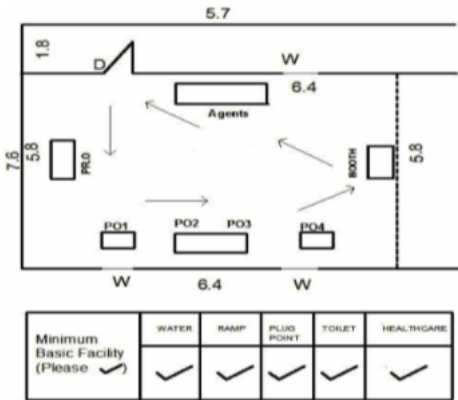 5.7
1.8
D
W
6.4
Agents
7.6
5.8
PRO
BOOTH
5.8
PO1
PO2
PO3
PO4
W
6.4
W
Minimum
Basic Facility
(Please ✓)
WATER
RAMP
PLUG
POINT
TOILET
HEALTHCARE
✓ ✓ ✓ ✓ ✓